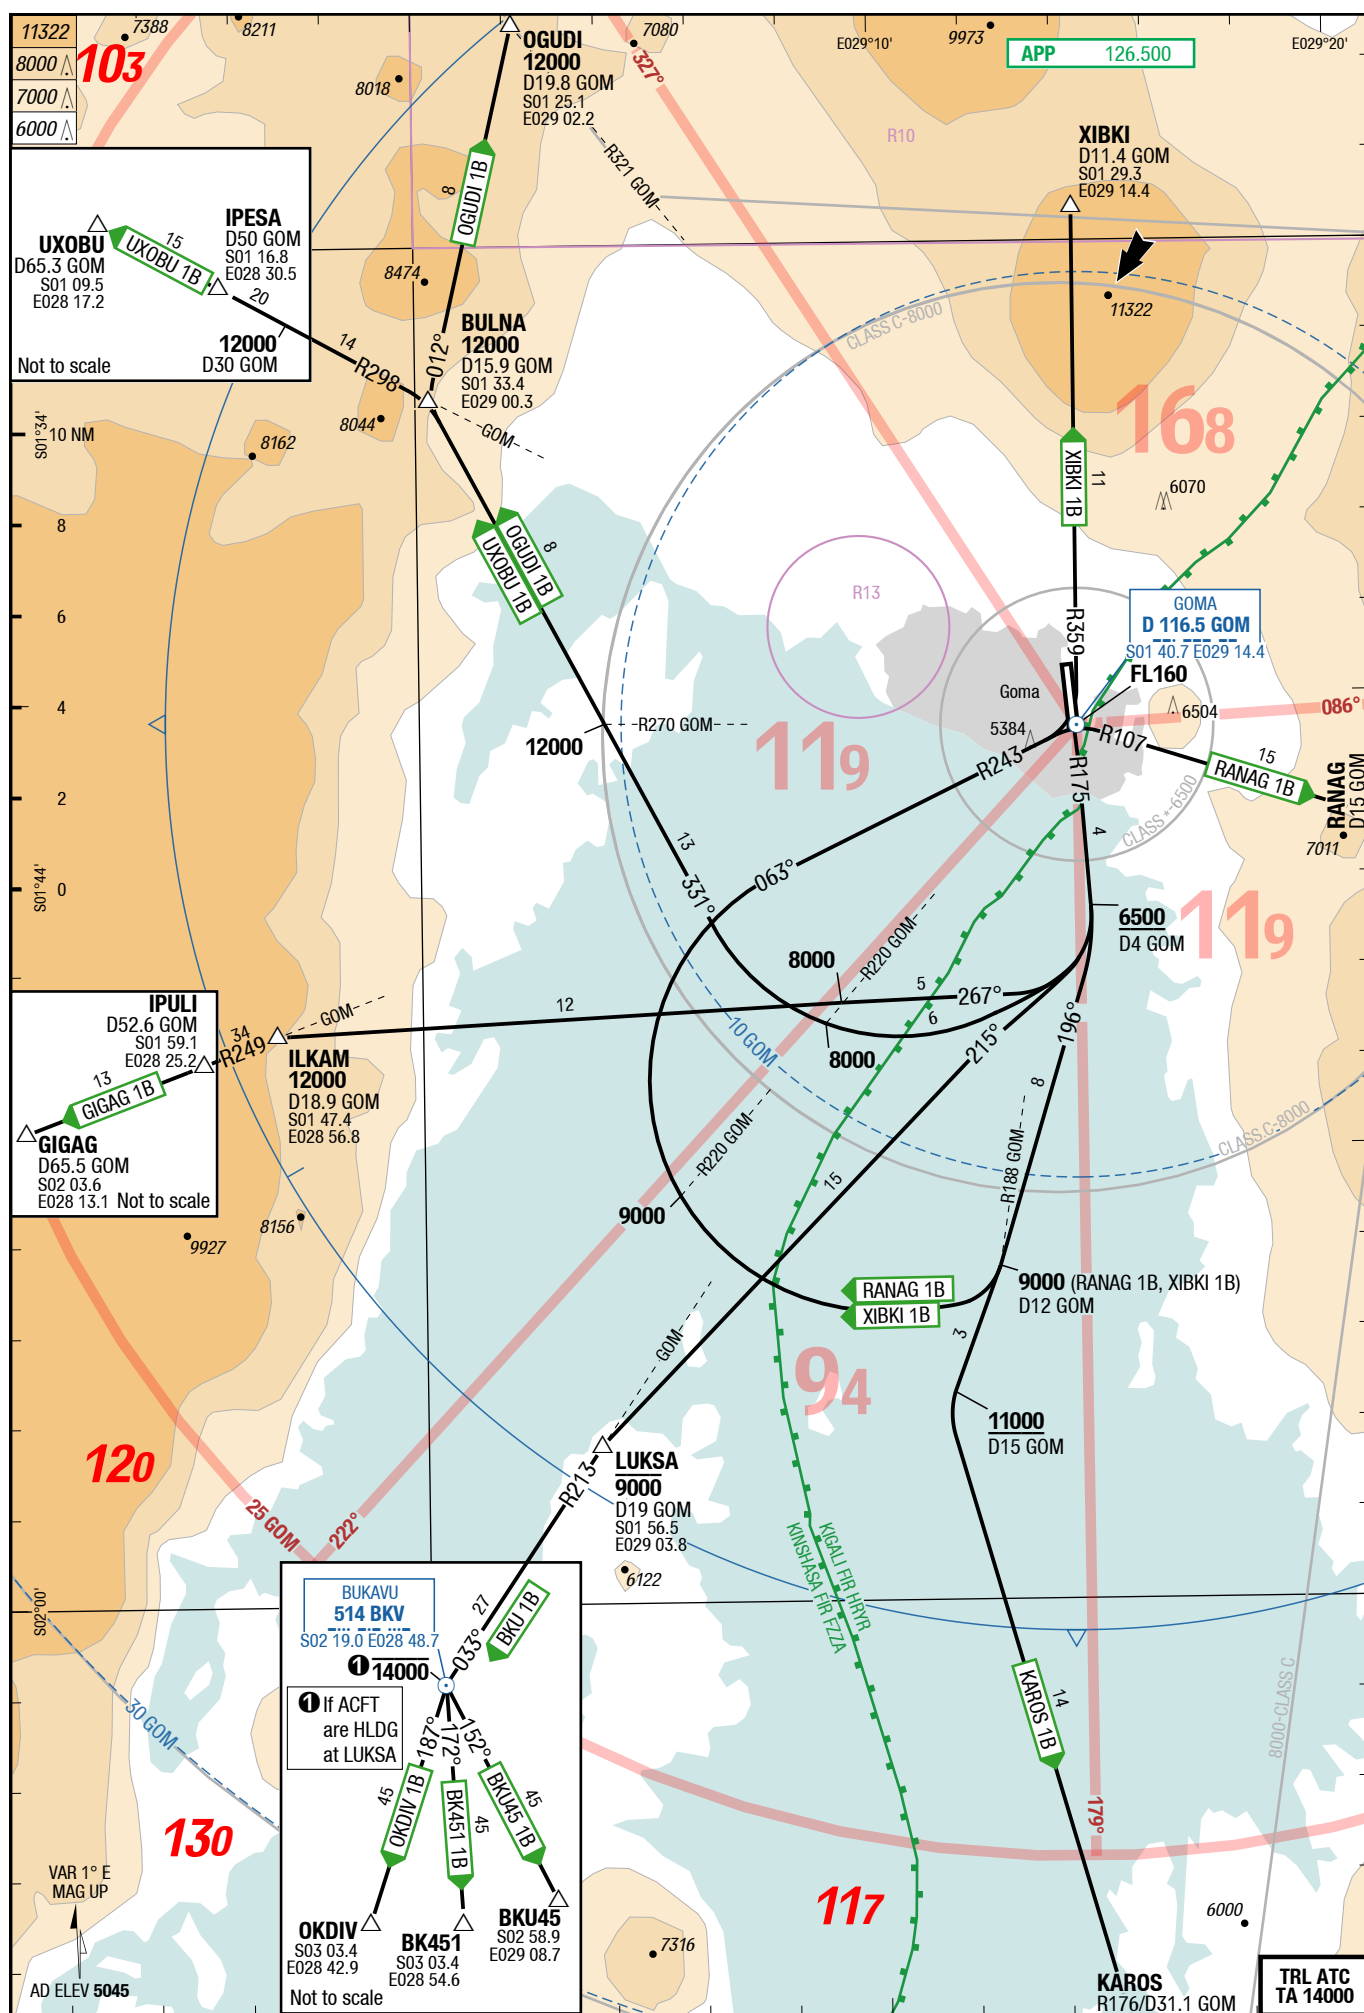 11322
8000
7000
6000
103
7388
8211
8018
OGUDI
12000
D19.8 GOM
S01 25.1
E029 02.2
7080
327°
E029°10'
9973
APP 126.500
E029°20'
R10
R321 GOM
XIBKI
D11.4 GOM
S01 29.3
E029 14.4
OGUDI 1B
8
UXOBU
D65.3 GOM
S01 09.5
E028 17.2
15
UXOBU 1B
IPESA
D50 GOM
S01 16.8
E028 30.5
20
12000
D30 GOM
Not to scale
14
R298
8474
012°
BULNA
12000
D15.9 GOM
S01 33.4
E029 00.3
GOM
8044
8162
S01°34'
10 NM
8
6
4
2
0
S01°44'
CLASS C-8000
11322
168
XIBKI 1B
11
6070
OGUDI 1B
UXOBU 1B
8
R13
R359
GOMA
D 116.5 GOM
S01 40.7 E029 14.4
FL160
Goma
5384
6504
086°
R107
15
RANAG 1B
RANAG
D15 GOM
7011
R270 GOM
12000
119
R243
R175
CLASS *-6500
4
13
331°
063°
6500
D4 GOM
119
8000
R220 GOM
5
267°
12
6
8000
215°
196°
10 GOM
IPULI
D52.6 GOM
S01 59.1
E028 25.2
34
R249
GOM
13
GIGAG 1B
GIGAG
D65.5 GOM
S02 03.6
E028 13.1
Not to scale
ILKAM
12000
D18.9 GOM
S01 47.4
E028 56.8
8156
9927
R220 GOM
9000
15
8
R188 GOM
CLASS C-8000
RANAG 1B
XIBKI 1B
9000 (RANAG 1B, XIBKI 1B)
D12 GOM
3
GOM
94
11000
D15 GOM
120
25 GOM
222°
R213
LUKSA
9000
D19 GOM
S01 56.5
E029 03.8
6122
KIGALI FIR HRYR
KINSHASA FIR FZZA
S02°00'
BUKAVU
514 BKV
S02 19.0 E028 48.7
27
033°
BKU 1B
❶ 14000
❶ If ACFT
are HLDG
at LUKSA
187°
172°
152°
45
OKDIV 1B
BK451 1B
45
BKU45 1B
45
OKDIV
S03 03.4
E028 42.9
BK451
S03 03.4
E028 54.6
BKU45
S02 58.9
E029 08.7
Not to scale
30 GOM
130
KAROS 1B
14
8000-CLASS C
179°
117
7316
6000
VAR 1° E
MAG UP
AD ELEV 5045
KAROS
R176/D31.1 GOM
TRL ATC
TA 14000